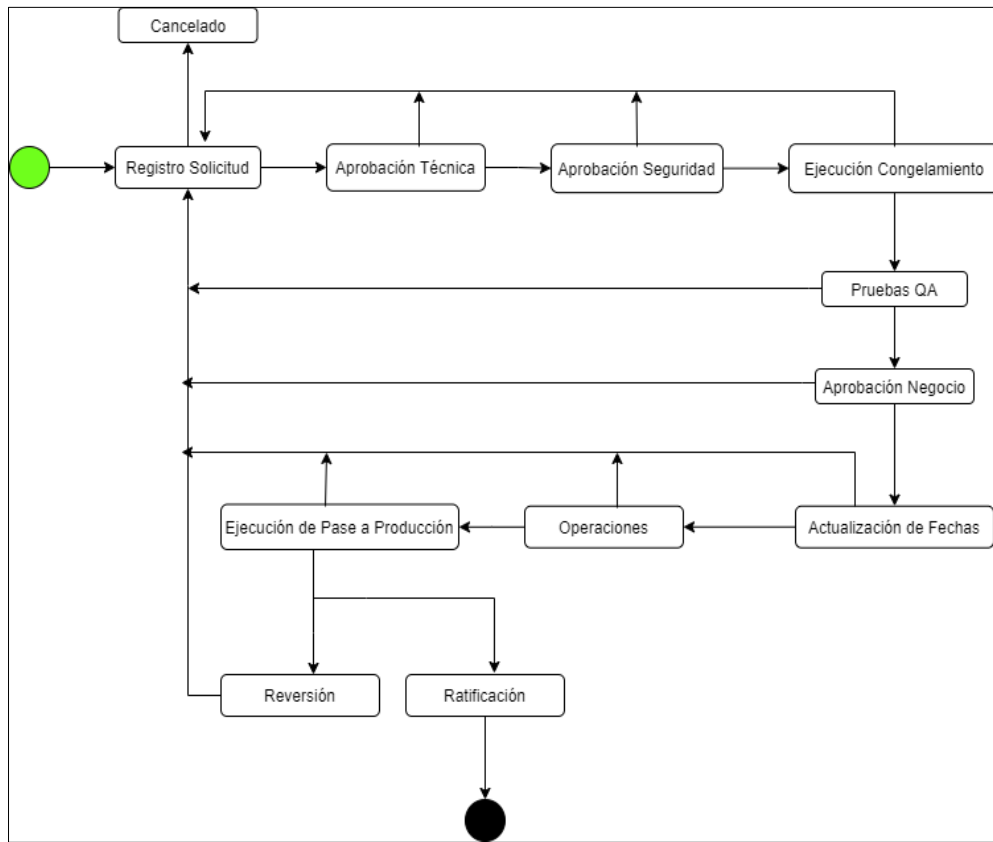 Cancelado
Registro Solicitud
Aprobación Técnica
Aprobación Seguridad
Ejecución Congelamiento
Pruebas QA
Aprobación Negocio
Ejecución de Pase a Producción
Operaciones
Actualización de Fechas
Reversión
Ratificación